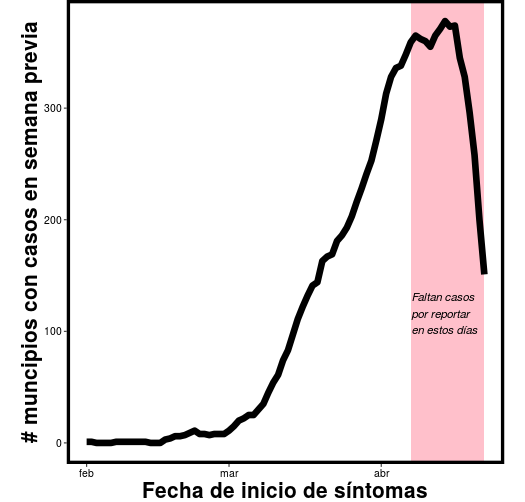 # muncipios con casos en semana previa
300
200
100
0
Faltan casos
por reportar
en estos días
feb
mar
abr
Fecha de inicio de síntomas